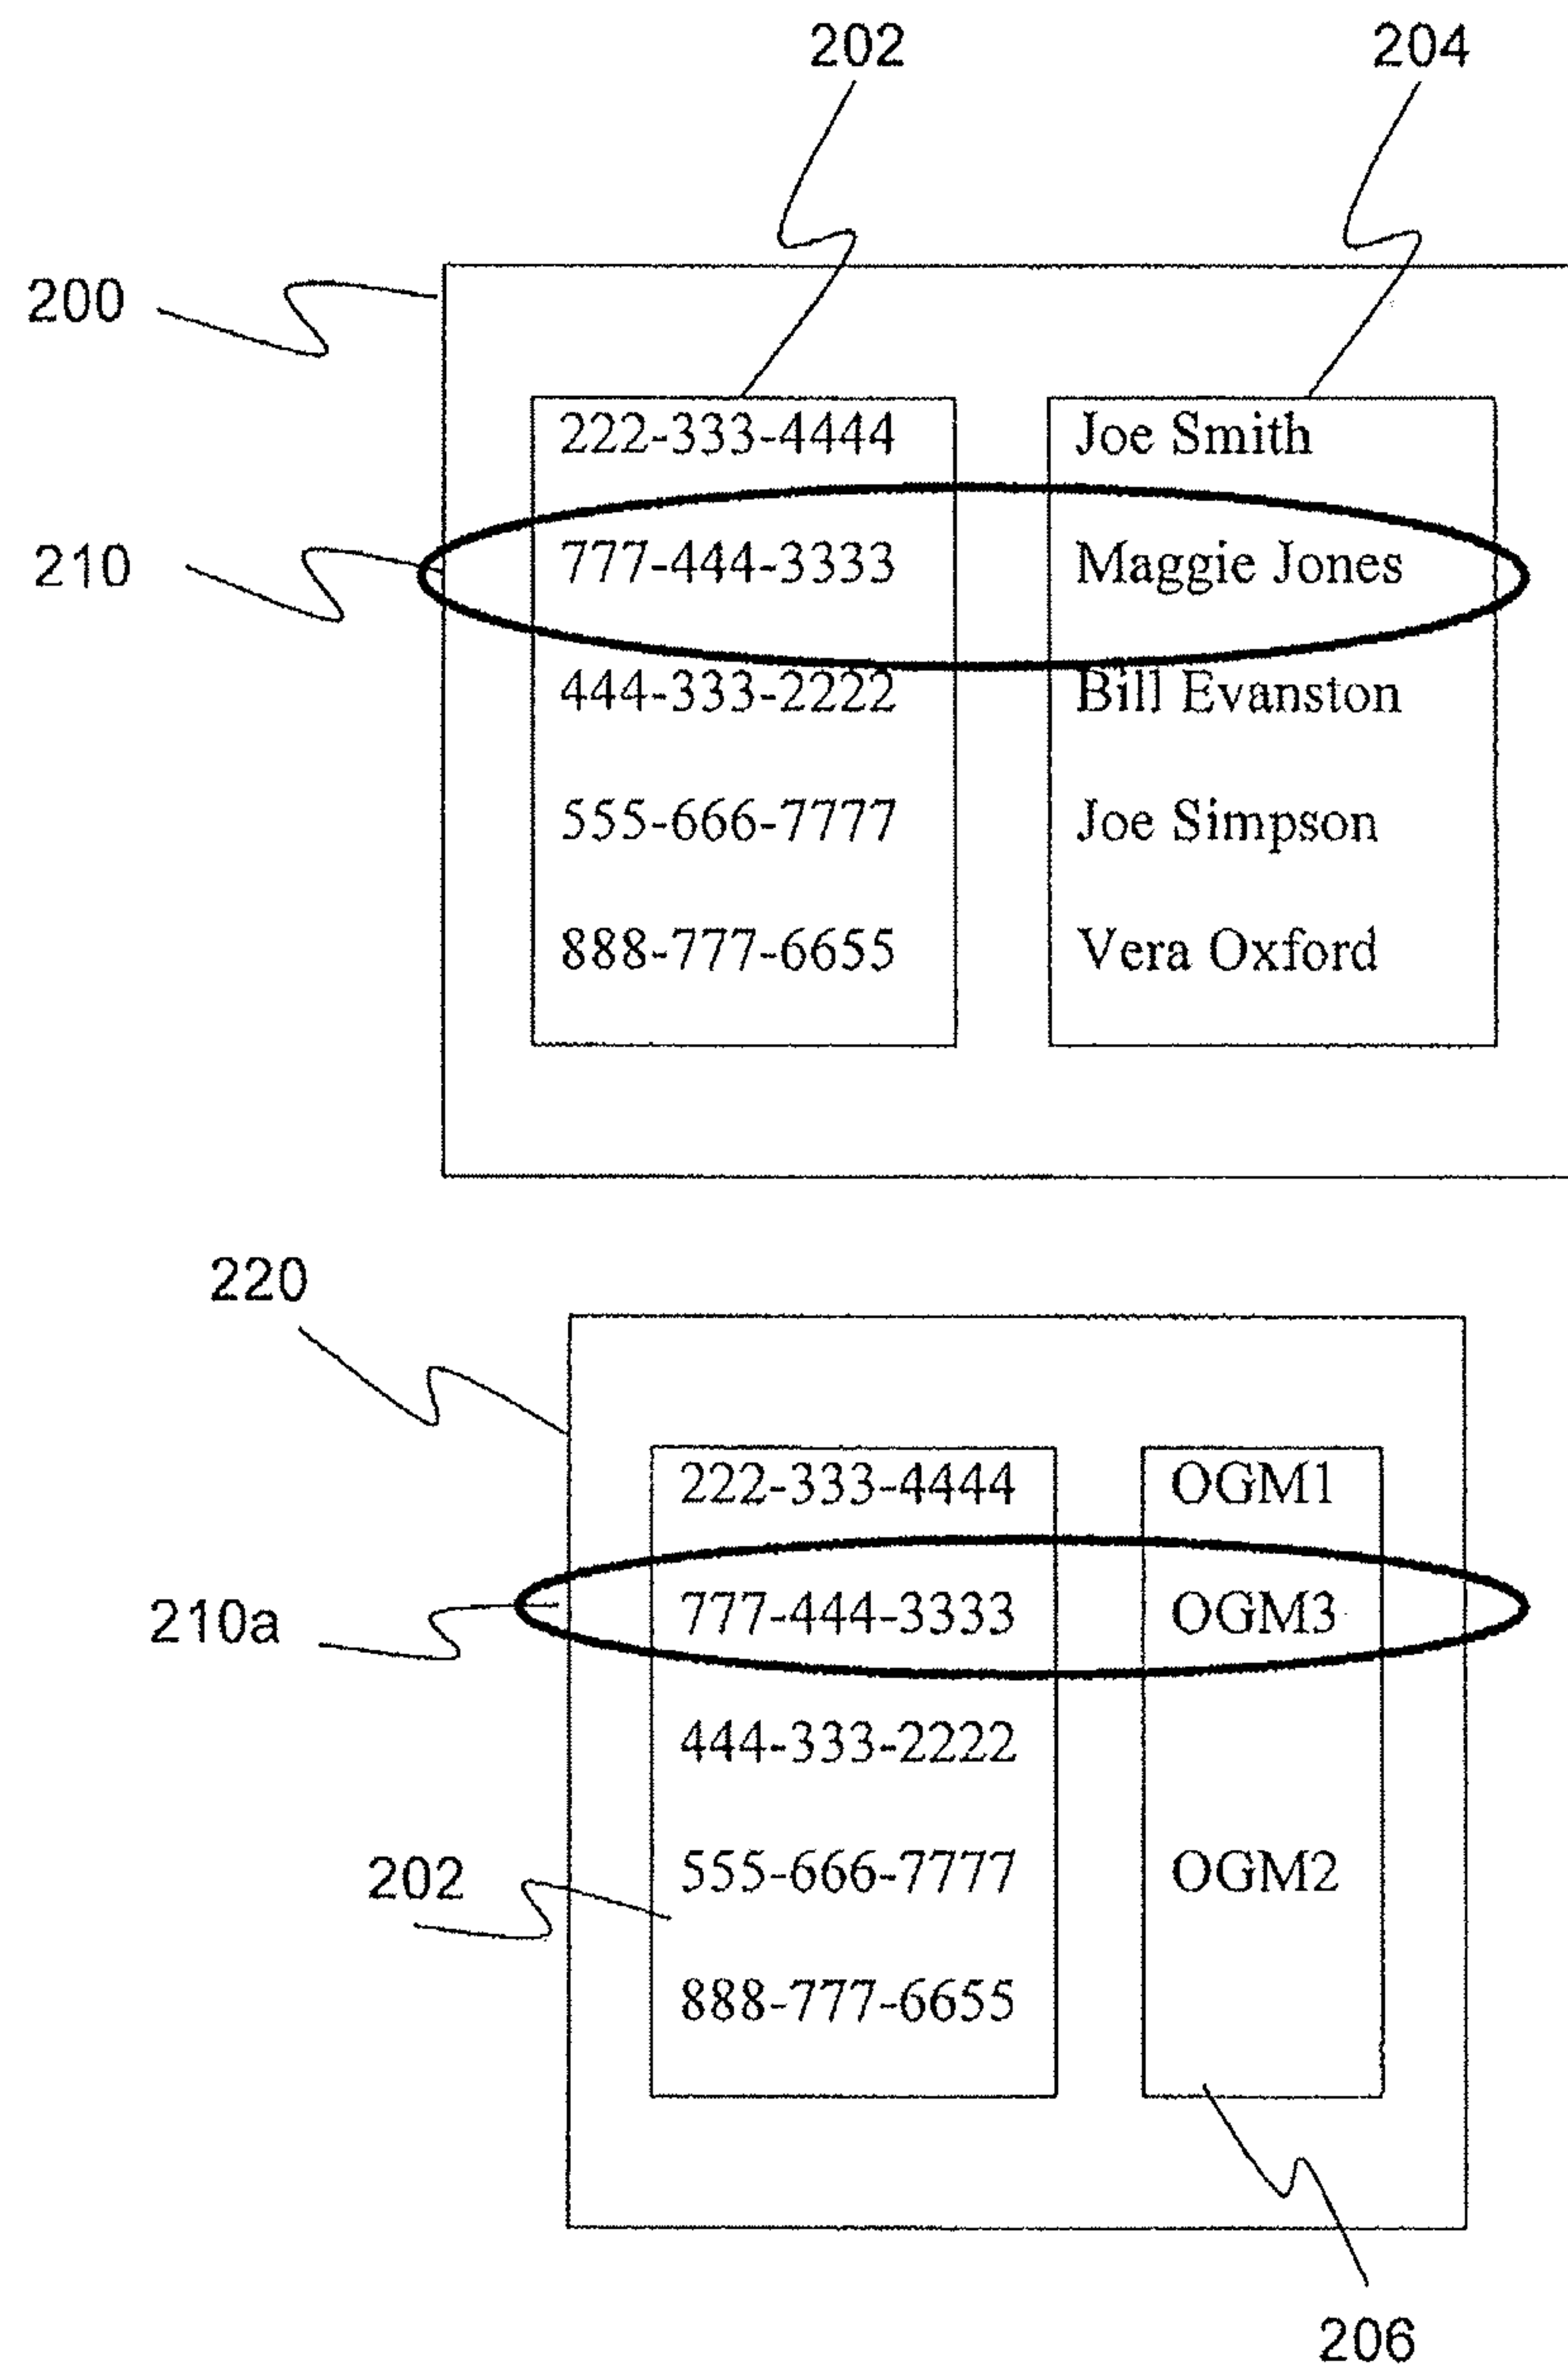 202 204
200
222-333-4444 Joe Smith
210 777-444-3333 Maggie Jones
444-333-2222 Bill Evanston
555-666-7777 Joe Simpson
888-777-6655 Vera Oxford
220
222-333-4444 OGM1
210a 777-444-3333 OGM3
444-333-2222
202 555-666-7777 OGM2
888-777-6655
206